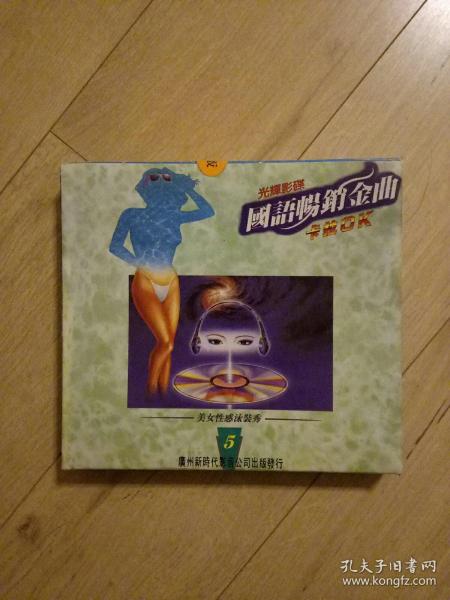 光輝影碟
國語暢銷金曲
卡拉OK
美女性感泳裝秀
5
廣州新時代影音公司出版發行
孔夫子旧书网
www.kongfz.com